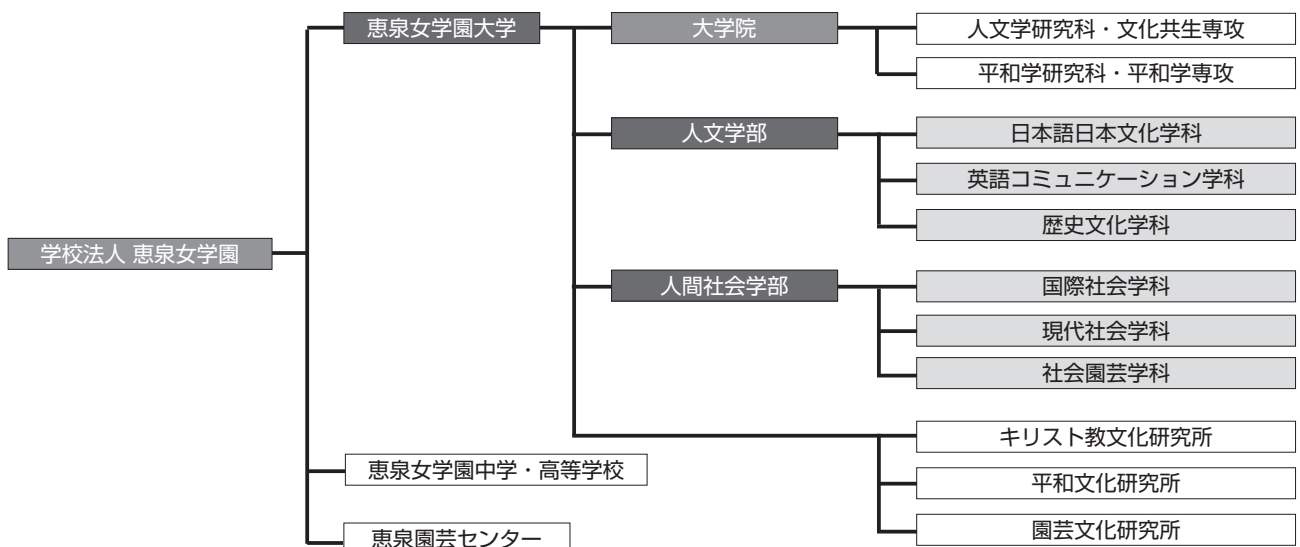 学校法人 恵泉女学園
恵泉女学園大学
大学院
人文学研究科・文化共生専攻
平和学研究科・平和学専攻
人文学部
日本語日本文化学科
英語コミュニケーション学科
歴史文化学科
人間社会学部
国際社会学科
現代社会学科
社会園芸学科
キリスト教文化研究所
平和文化研究所
園芸文化研究所
恵泉女学園中学・高等学校
恵泉園芸センター